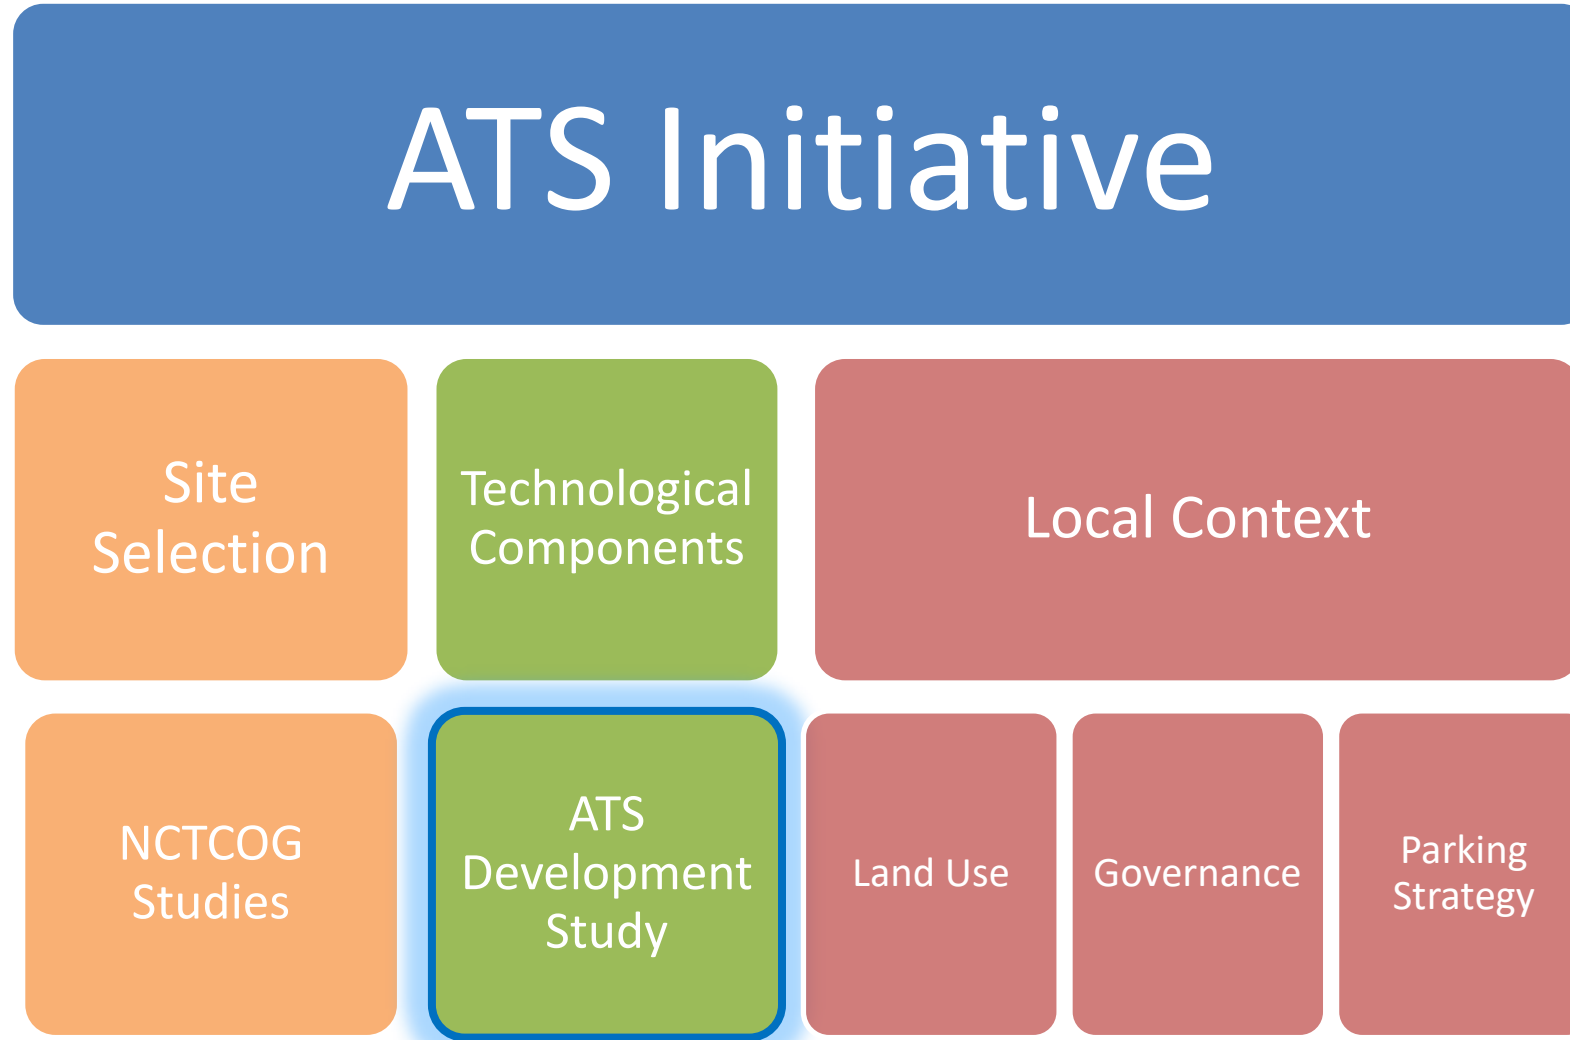 ATS Initiative
Site
Selection
Technological
Components
Local Context
NCTCOG
Studies
ATS
Development
Study
Land Use
Governance
Parking
Strategy